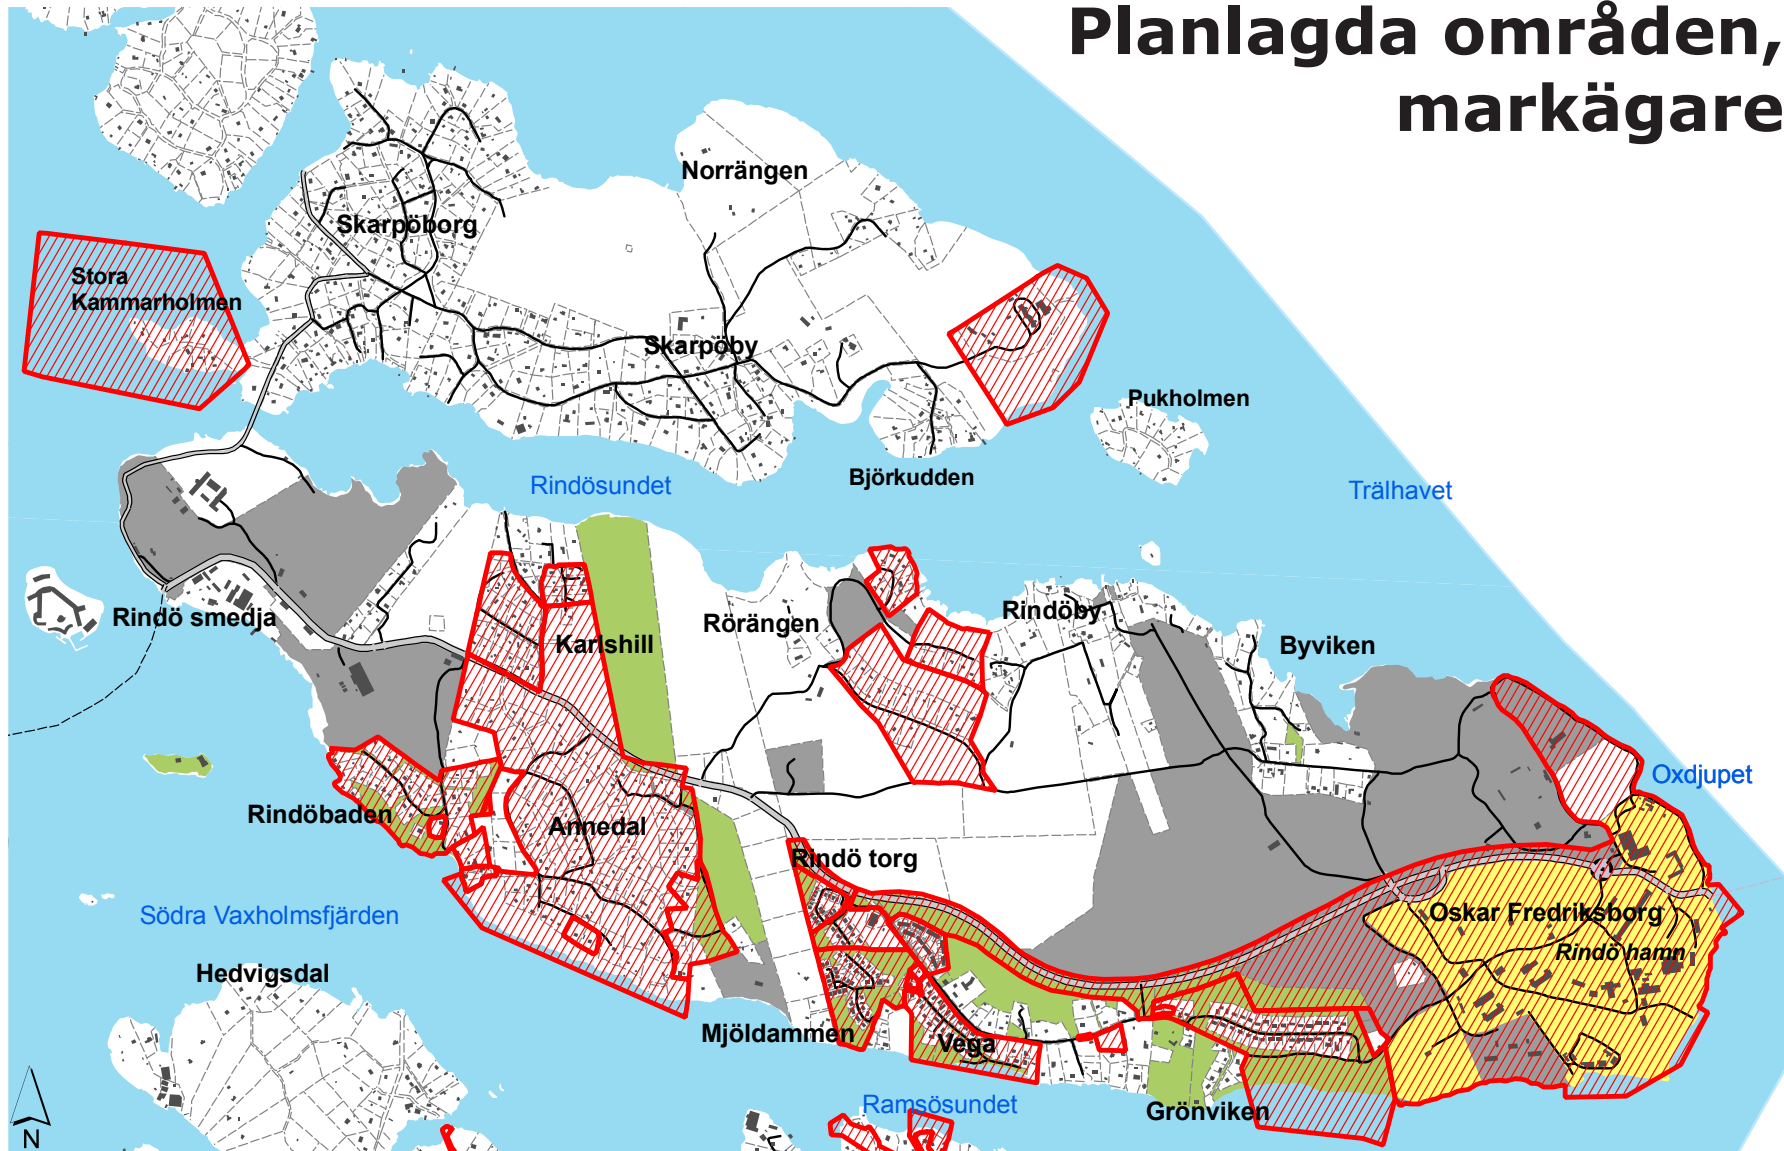 Planlagda områden,
markägare
Norrängen
Skarpöborg
Stora
Kammarholmen
Skarpöby
Pukholmen
Björkudden
Rindösundet
Trälhavet
Rindö smedja
Karlshill
Rörängen
Rindöby
Byviken
Oxdjupet
Rindöbaden
Annedal
Rindö torg
Södra Vaxholmsfjärden
Oskar Fredriksborg
Rindö hamn
Hedvigsdal
Mjöldammen
Vega
Ramsösundet
Grönviken
N